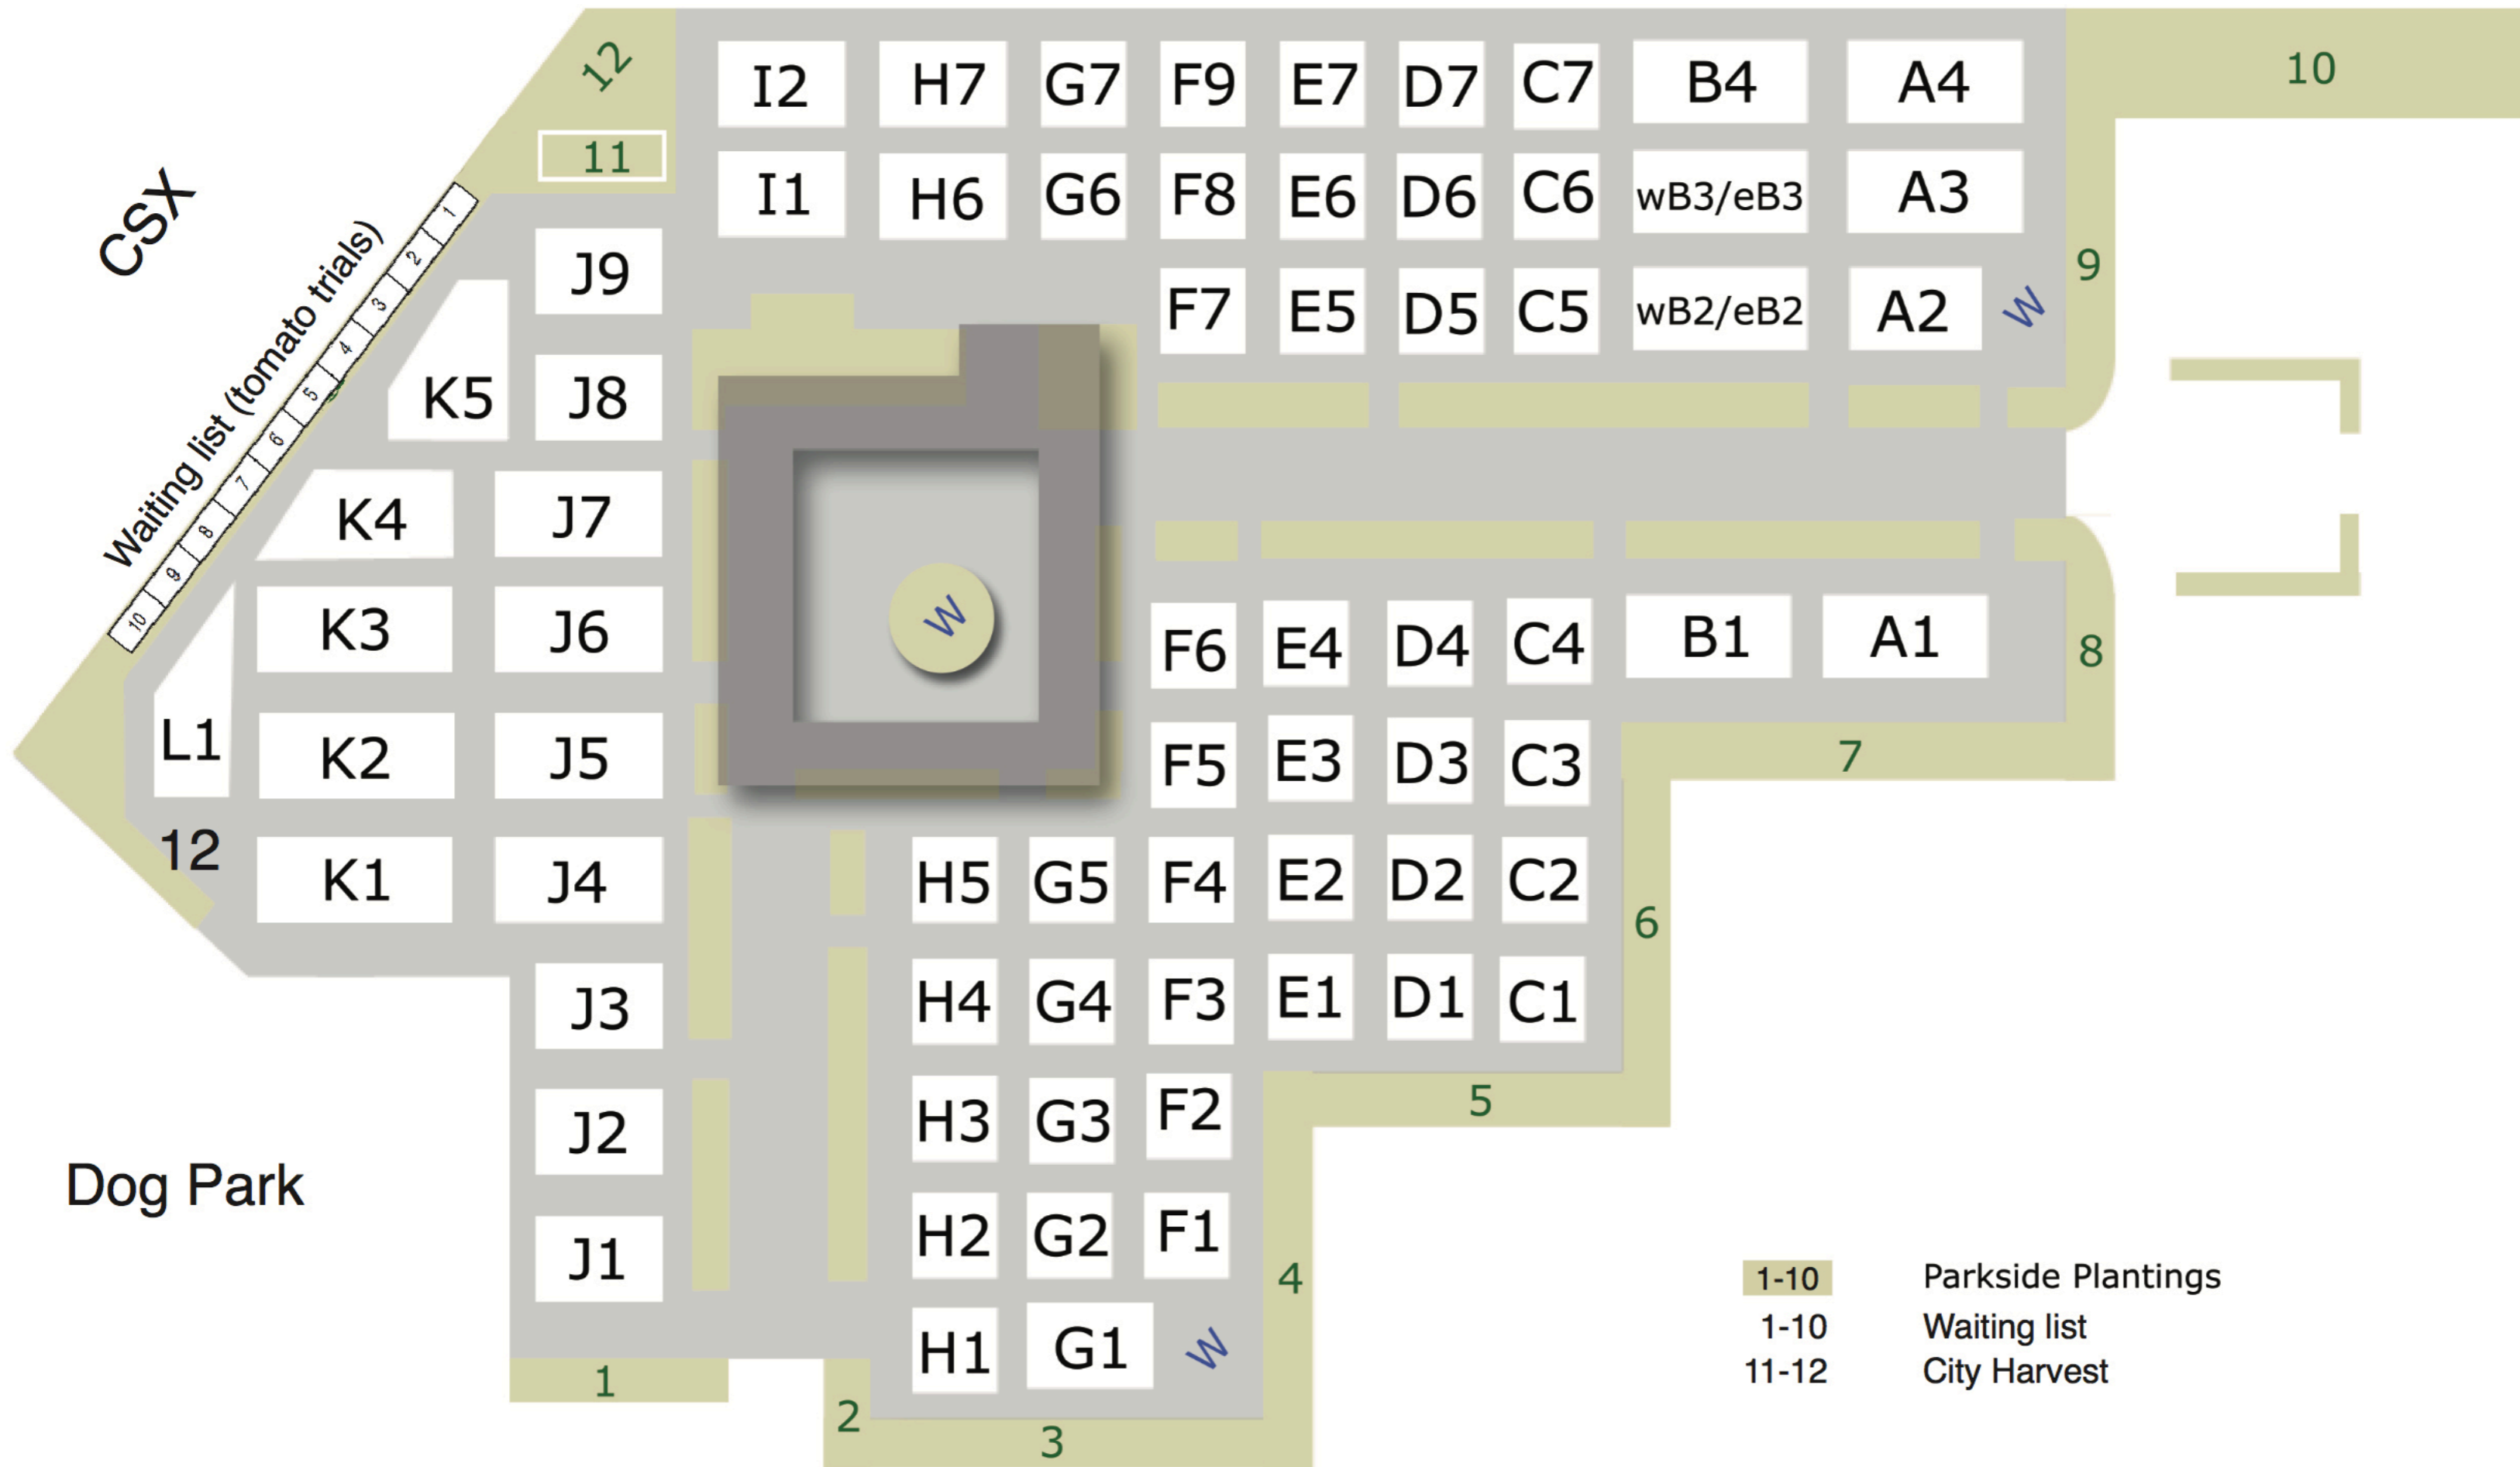 12
I2 H7 G7 F9 E7 D7 C7 B4 A4
10
11
I1 H6 G6 F8 E6 D6 C6 wB3/eB3 A3
CSX
Waiting list (tomato trials)
1
2
3
4
5
6
7
8
9
10
J9
F7 E5 D5 C5 wB2/eB2 A2 W
9
K5 J8
K4 J7
K3 J6
W
F6 E4 D4 C4 B1 A1
8
L1 K2 J5
F5 E3 D3 C3
7
12
K1 J4
H5 G5 F4 E2 D2 C2
6
J3
H4 G4 F3 E1 D1 C1
J2
H3 G3 F2
5
Dog Park
J1
H2 G2 F1
4
H1 G1 W
1
2
3
1-10 Parkside Plantings
1-10 Waiting list
11-12 City Harvest